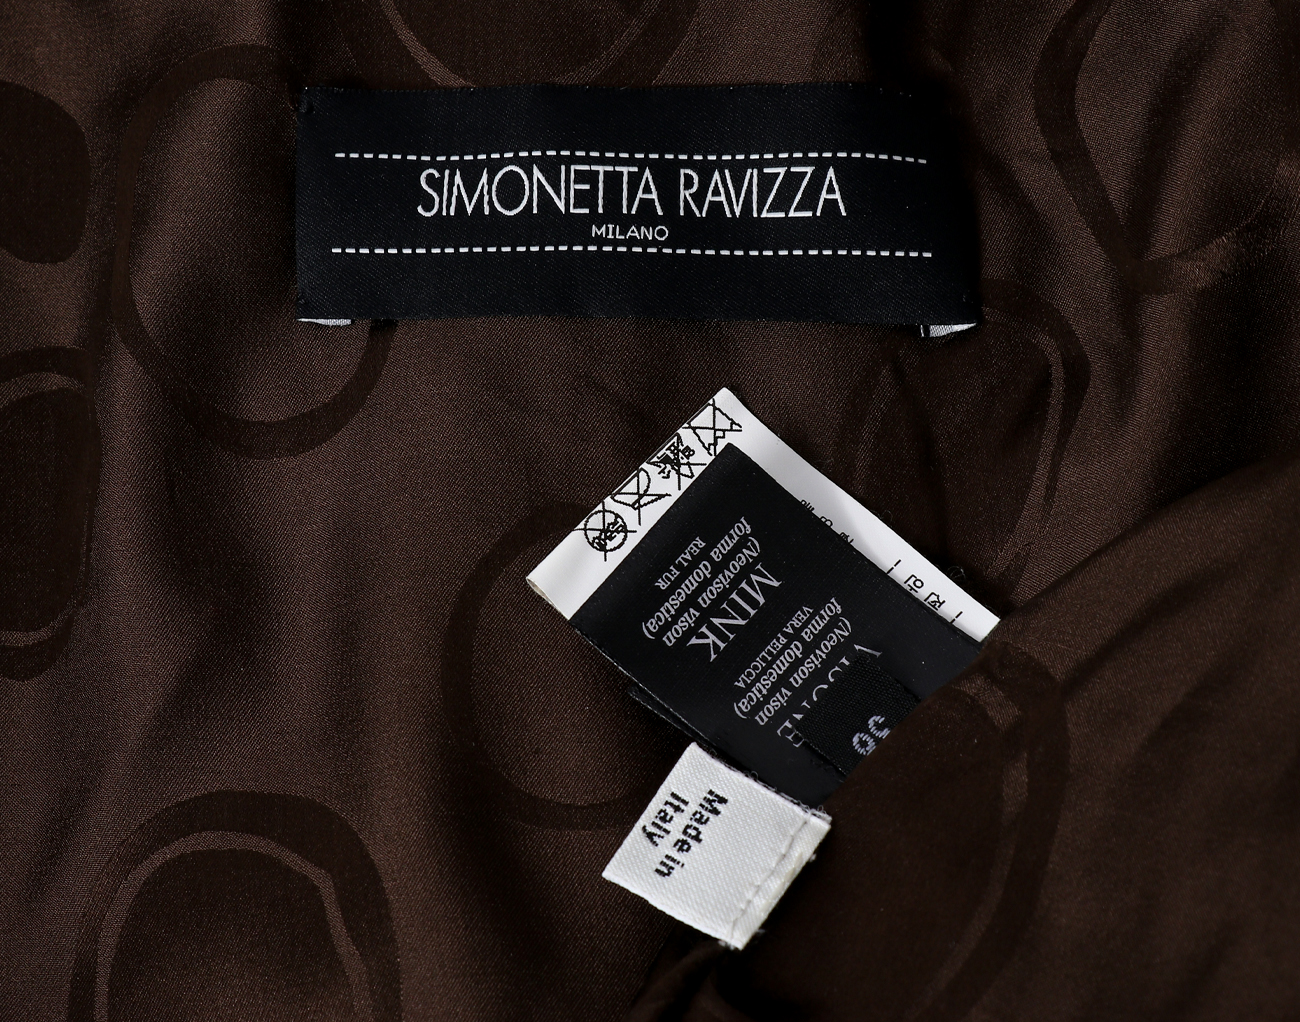 SIMONETTA RAVIZZA
MILANO
VISONE
(Neovison vison
forma domestica)
VERA PELLICCIA
MINK
(Neovison vison
forma domestica)
REAL FUR
Made in
Italy